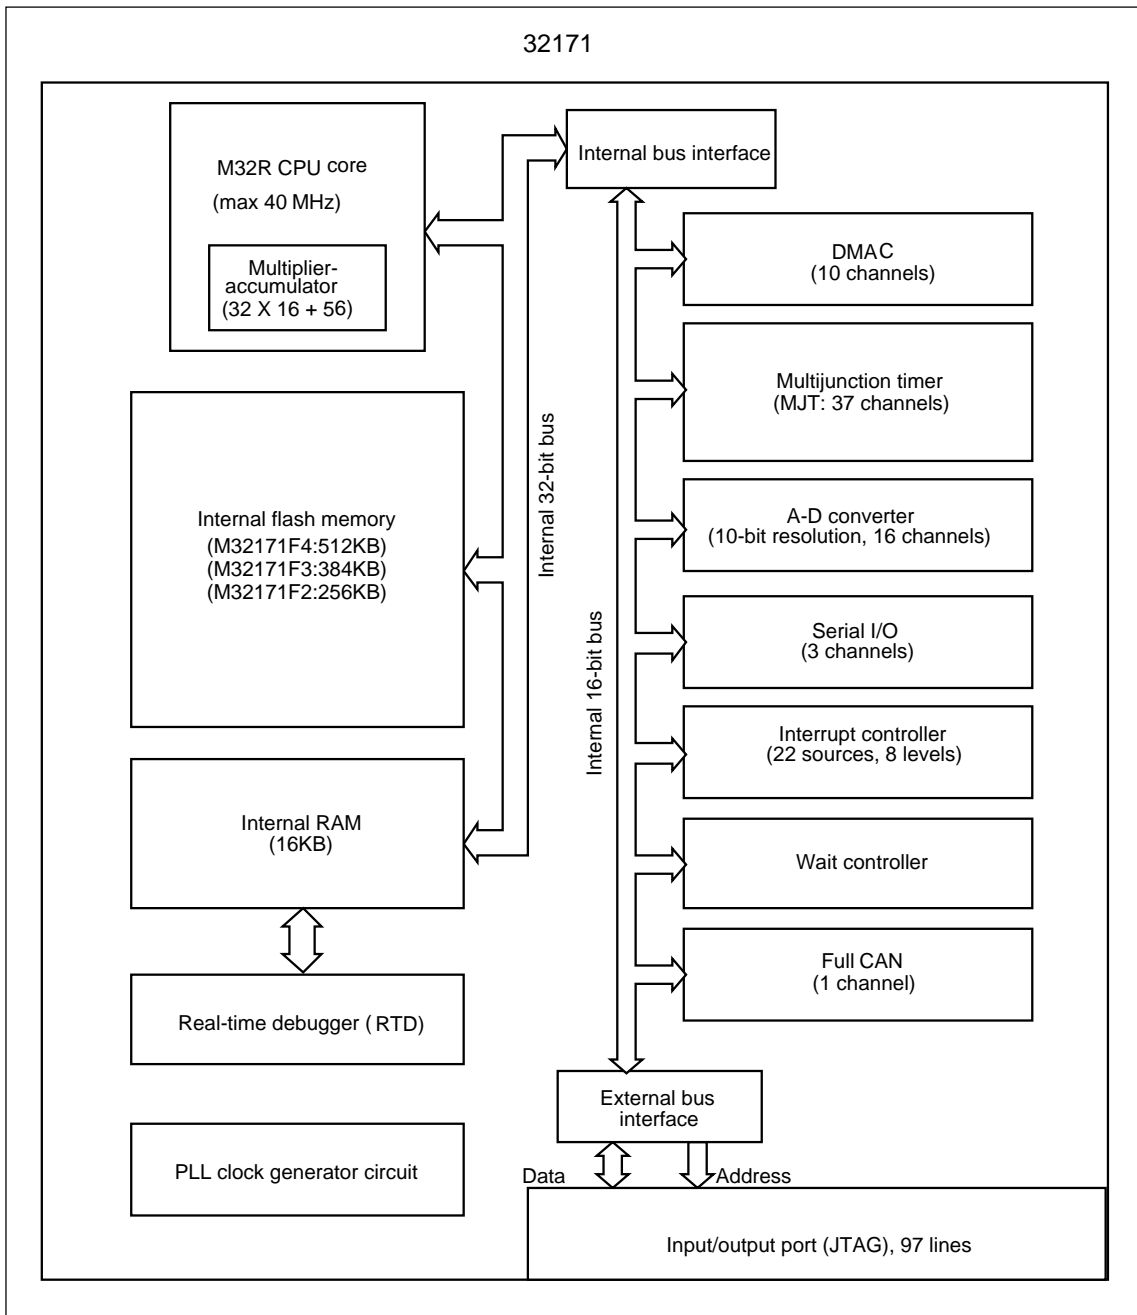 32171
M32R CPU core
(max 40 MHz)
Multiplier-
accumulator
(32 X 16 + 56)
Internal flash memory
(M32171F4:512KB)
(M32171F3:384KB)
(M32171F2:256KB)
Internal RAM
(16KB)
Real-time debugger (RTD)
PLL clock generator circuit
Internal 32-bit bus
Internal bus interface
Internal 16-bit bus
DMAC
(10 channels)
Multijunction timer
(MJT: 37 channels)
A-D converter
(10-bit resolution, 16 channels)
Serial I/O
(3 channels)
Interrupt controller
(22 sources, 8 levels)
Wait controller
Full CAN
(1 channel)
External bus
interface
Data
Address
Input/output port (JTAG), 97 lines